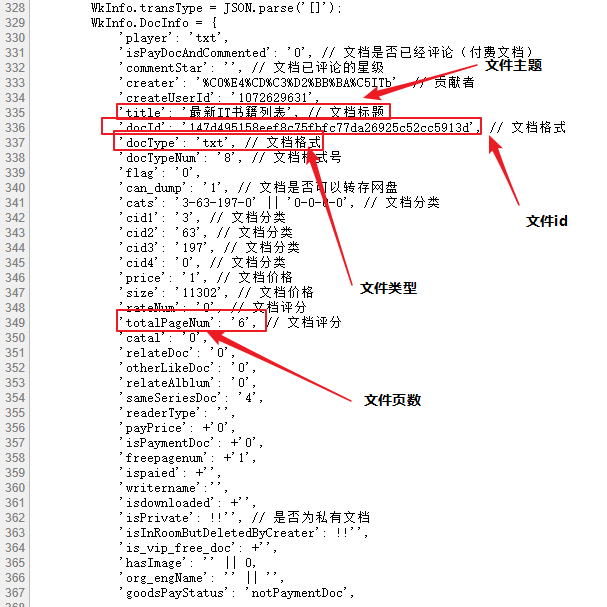 328 WkInfo.transType = JSON.parse('[]');
329 WkInfo.DocInfo = {
330 'player': 'txt',
331 'isPayDocAndCommented': '0', // 文档是否已经评论（付费文档）
332 'commentStar': '', // 文档已评论的星级
333 'creater': '%C0%E4%CD%C3%D2%BB%BA%C5ITb' // 贡献者
文件主题
334 'createUserId': '1072629631',
335 'title': '最新IT书籍列表', // 文档标题
336 'docId': '147d495158eef8c75fbfc77da26925c52cc5913d', // 文档格式
337 'docType': 'txt', // 文档格式
338 'docTypeNum': '8', // 文档格式号
339 'flag': '0',
340 'can_dump': '1', // 文档是否可以转存网盘
341 'cats': '3-63-197-0' || '0-0-0-0', // 文档分类
文件id
342 'cid1': '3', // 文档分类
343 'cid2': '63', // 文档分类
344 'cid3': '197', // 文档分类
345 'cid4': '0', // 文档分类
346 'price': '1', // 文档价格
文件类型
347 'size': '11302', // 文档价格
348 'rateNum': '0', // 文档评分
349 'totalPageNum': '6', // 文档评分
350 'catal': '0',
351 'relateDoc': '0',
352 'otherLikeDoc': '0',
353 'relateAlblum': '0',
354 'sameSeriesDoc': '4',
文件页数
355 'readerType': '',
356 'payPrice': +'0',
357 'isPaymentDoc': +'0',
358 'freepagenum': +'1',
359 'ispaied': +'',
360 'writername':'',
361 'isdownloaded': +'',
362 'isPrivate': !!'', // 是否为私有文档
363 'isInRoomButDeletedByCreater': !!'',
364 'is_vip_free_doc': +'',
365 'hasImage': '' || 0,
366 'org_engName': '' || '',
367 'goodsPayStatus': 'notPaymentDoc',